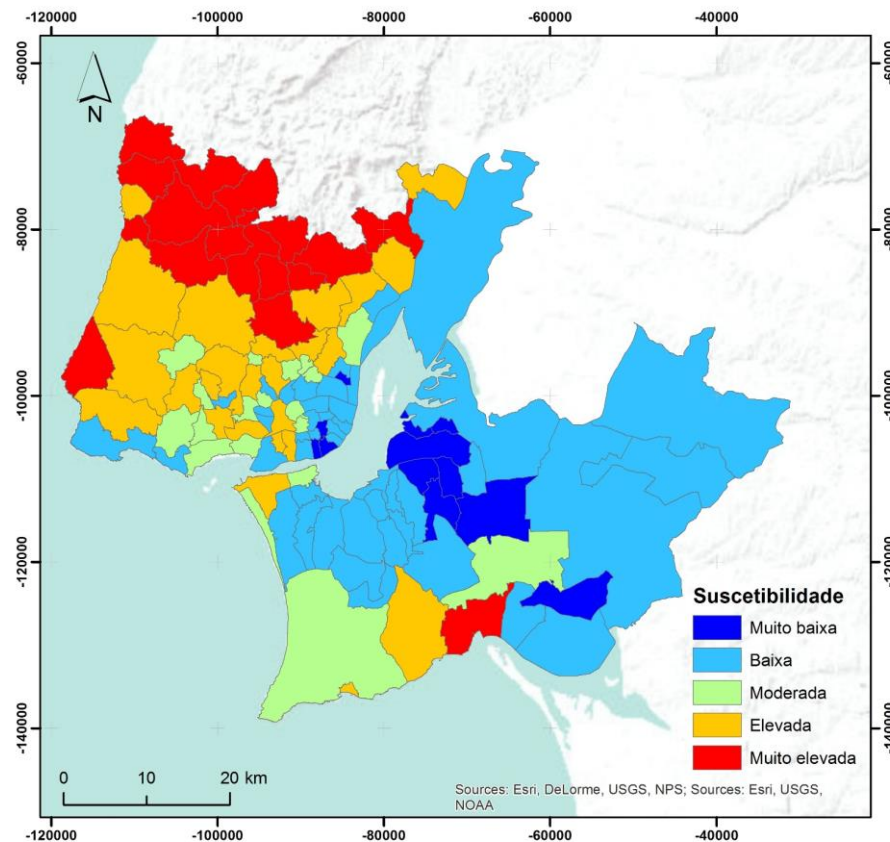 -120000 -100000 -80000 -60000 -40000
-60000 -60000
N
-80000 -80000
-100000 -100000
-120000 -120000
Suscetibilidade
Muito baixa
Baixa
Moderada
Elevada
Muito elevada
-140000 -140000
0 10 20 km
Sources: Esri, DeLorme, USGS, NPS; Sources: Esri, USGS,
NOAA
-120000 -100000 -80000 -60000 -40000